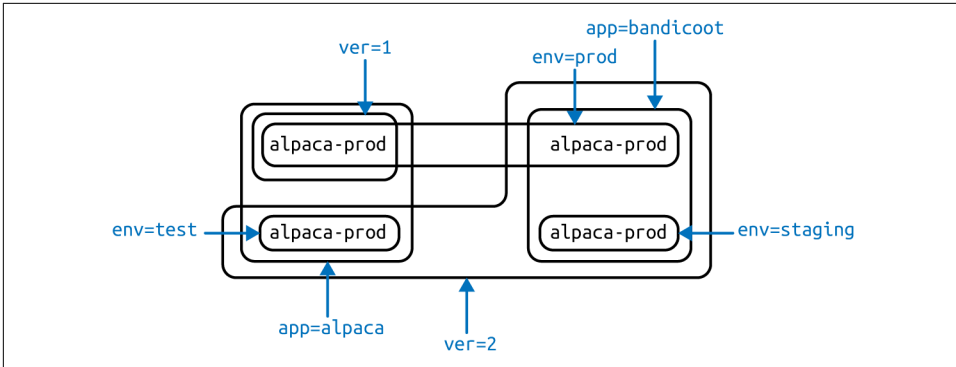 app=bandicoot
ver=1
env=prod
alpaca-prod
alpaca-prod
env=test
alpaca-prod
alpaca-prod
env=staging
app=alpaca
ver=2